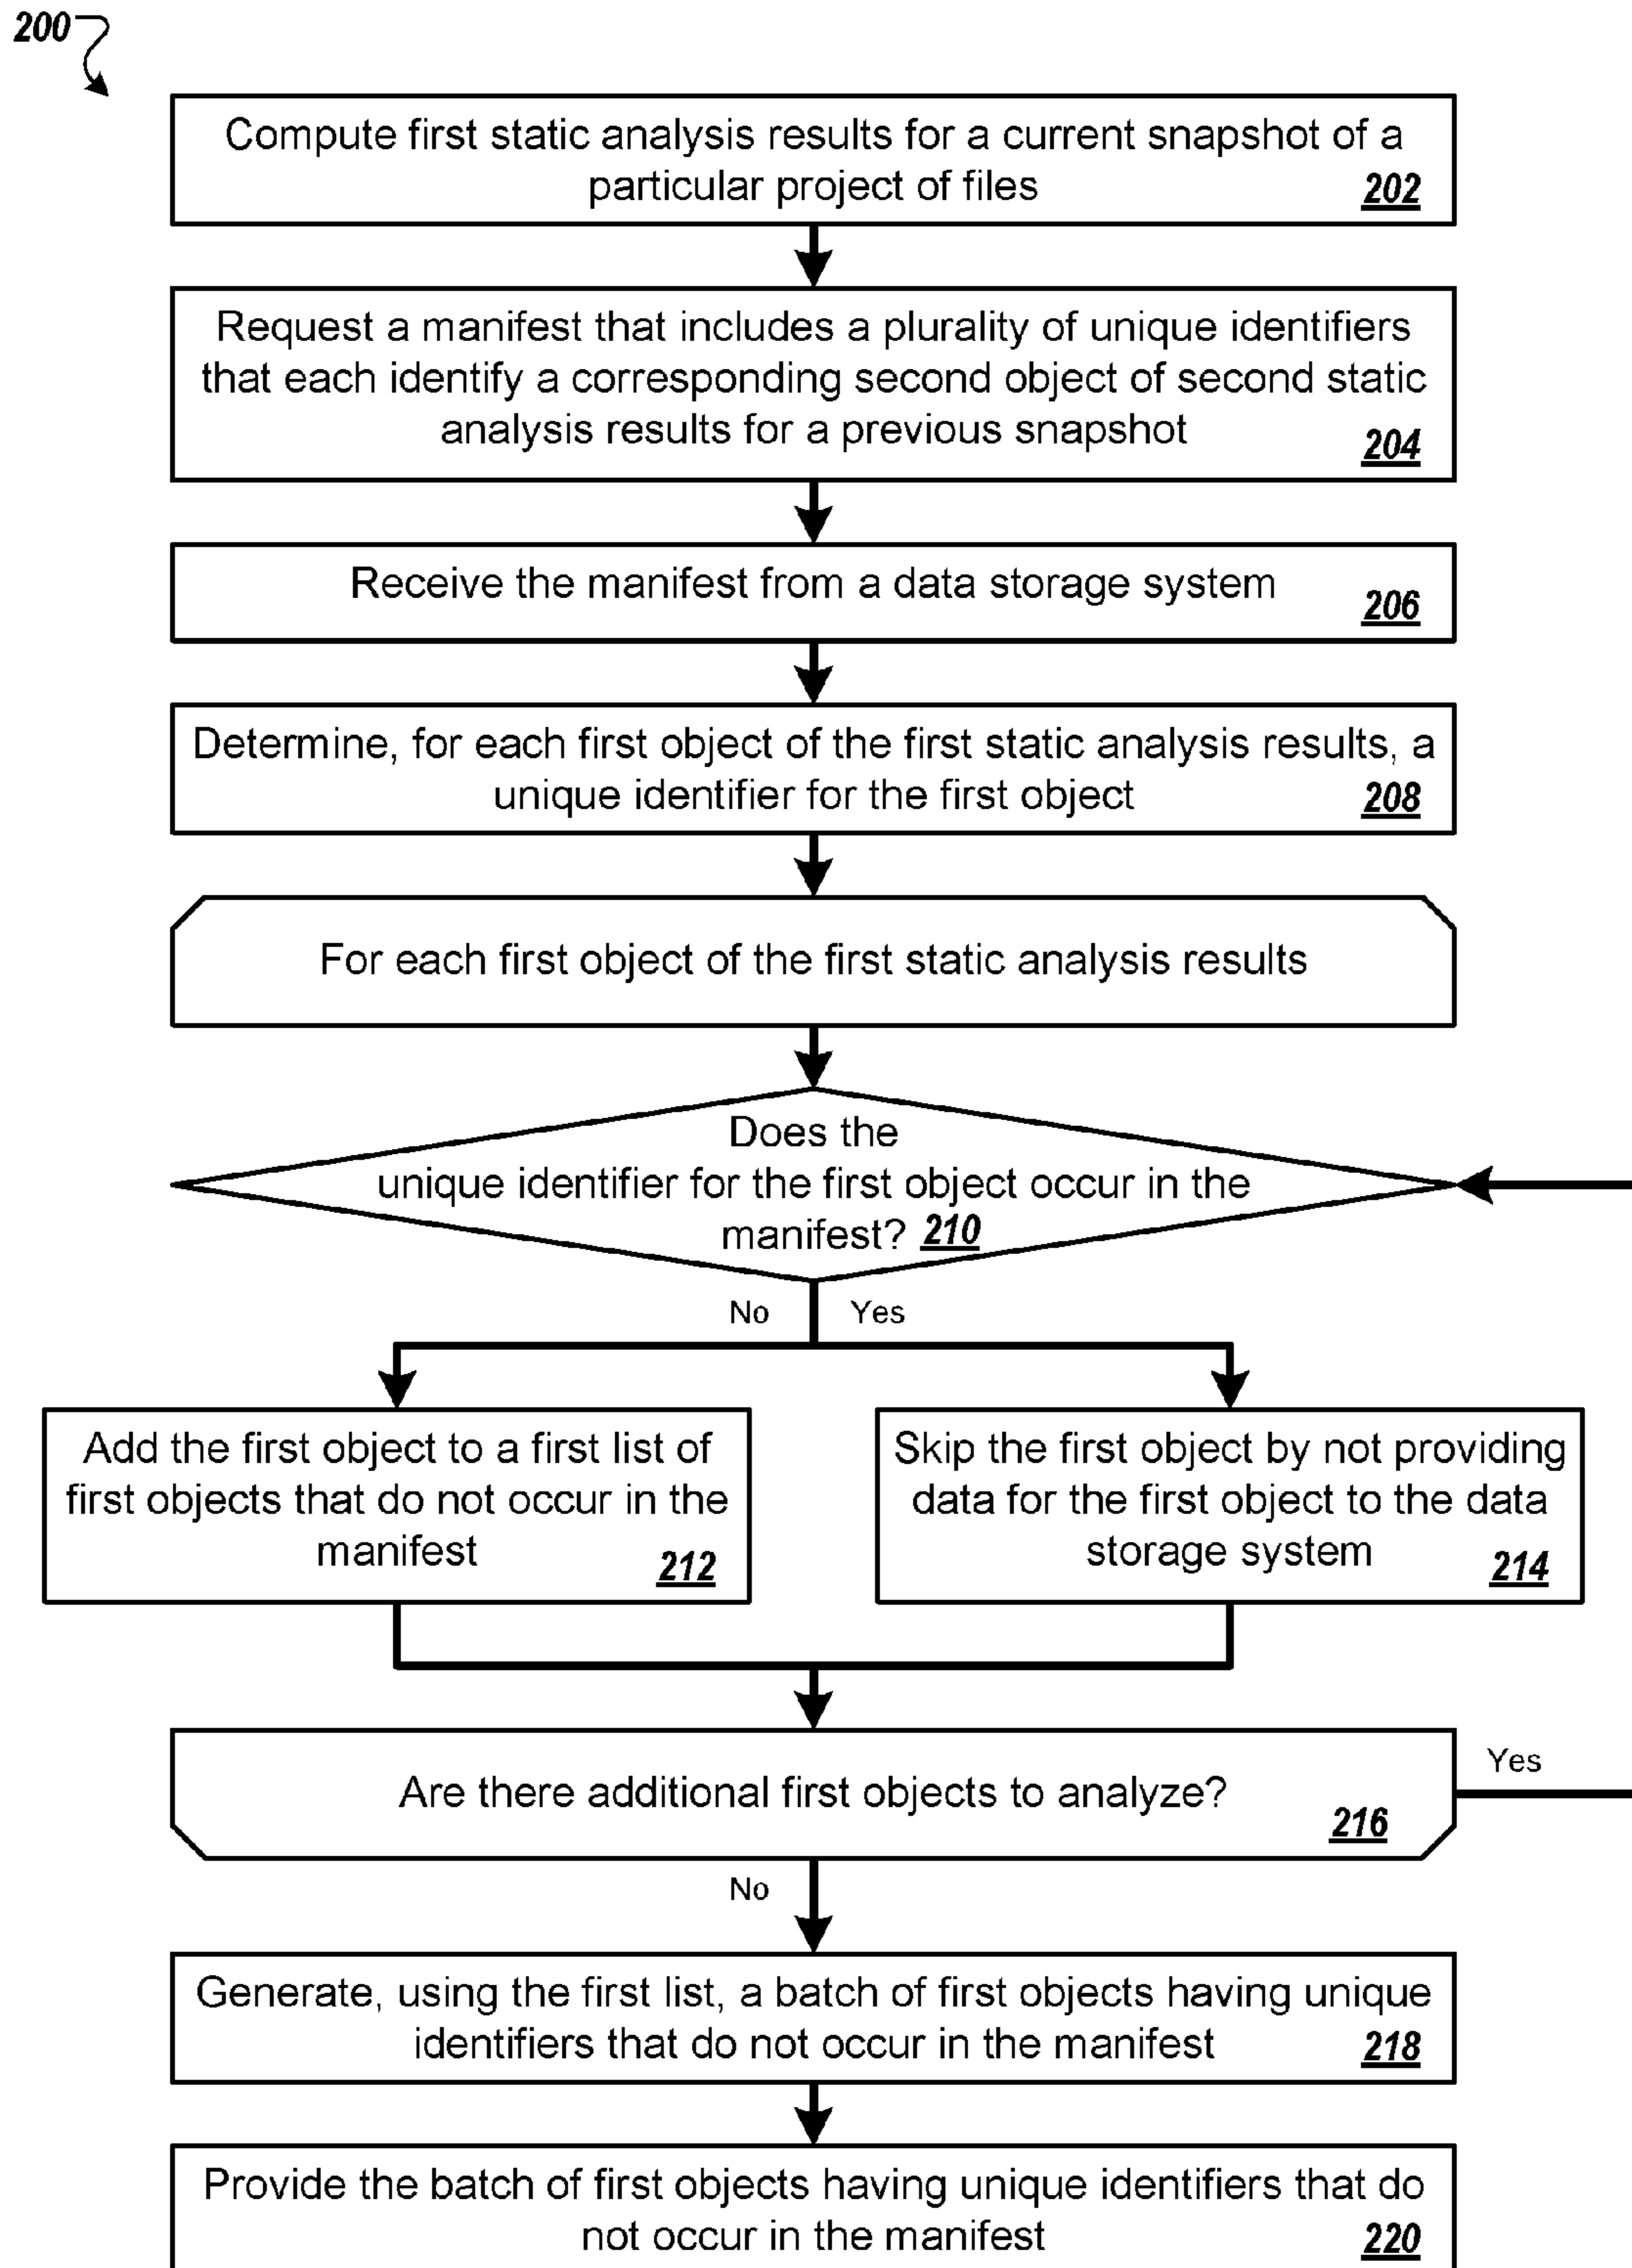 200
Compute first static analysis results for a current snapshot of a
particular project of files
202
Request a manifest that includes a plurality of unique identifiers
that each identify a corresponding second object of second static
analysis results for a previous snapshot
204
Receive the manifest from a data storage system
206
Determine, for each first object of the first static analysis results, a
unique identifier for the first object
208
For each first object of the first static analysis results
Does the
unique identifier for the first object occur in the
manifest? 210
No
Yes
Add the first object to a first list of
first objects that do not occur in the
manifest
212
Skip the first object by not providing
data for the first object to the data
storage system
214
Are there additional first objects to analyze?
216
Yes
No
Generate, using the first list, a batch of first objects having unique
identifiers that do not occur in the manifest
218
Provide the batch of first objects having unique identifiers that do
not occur in the manifest
220